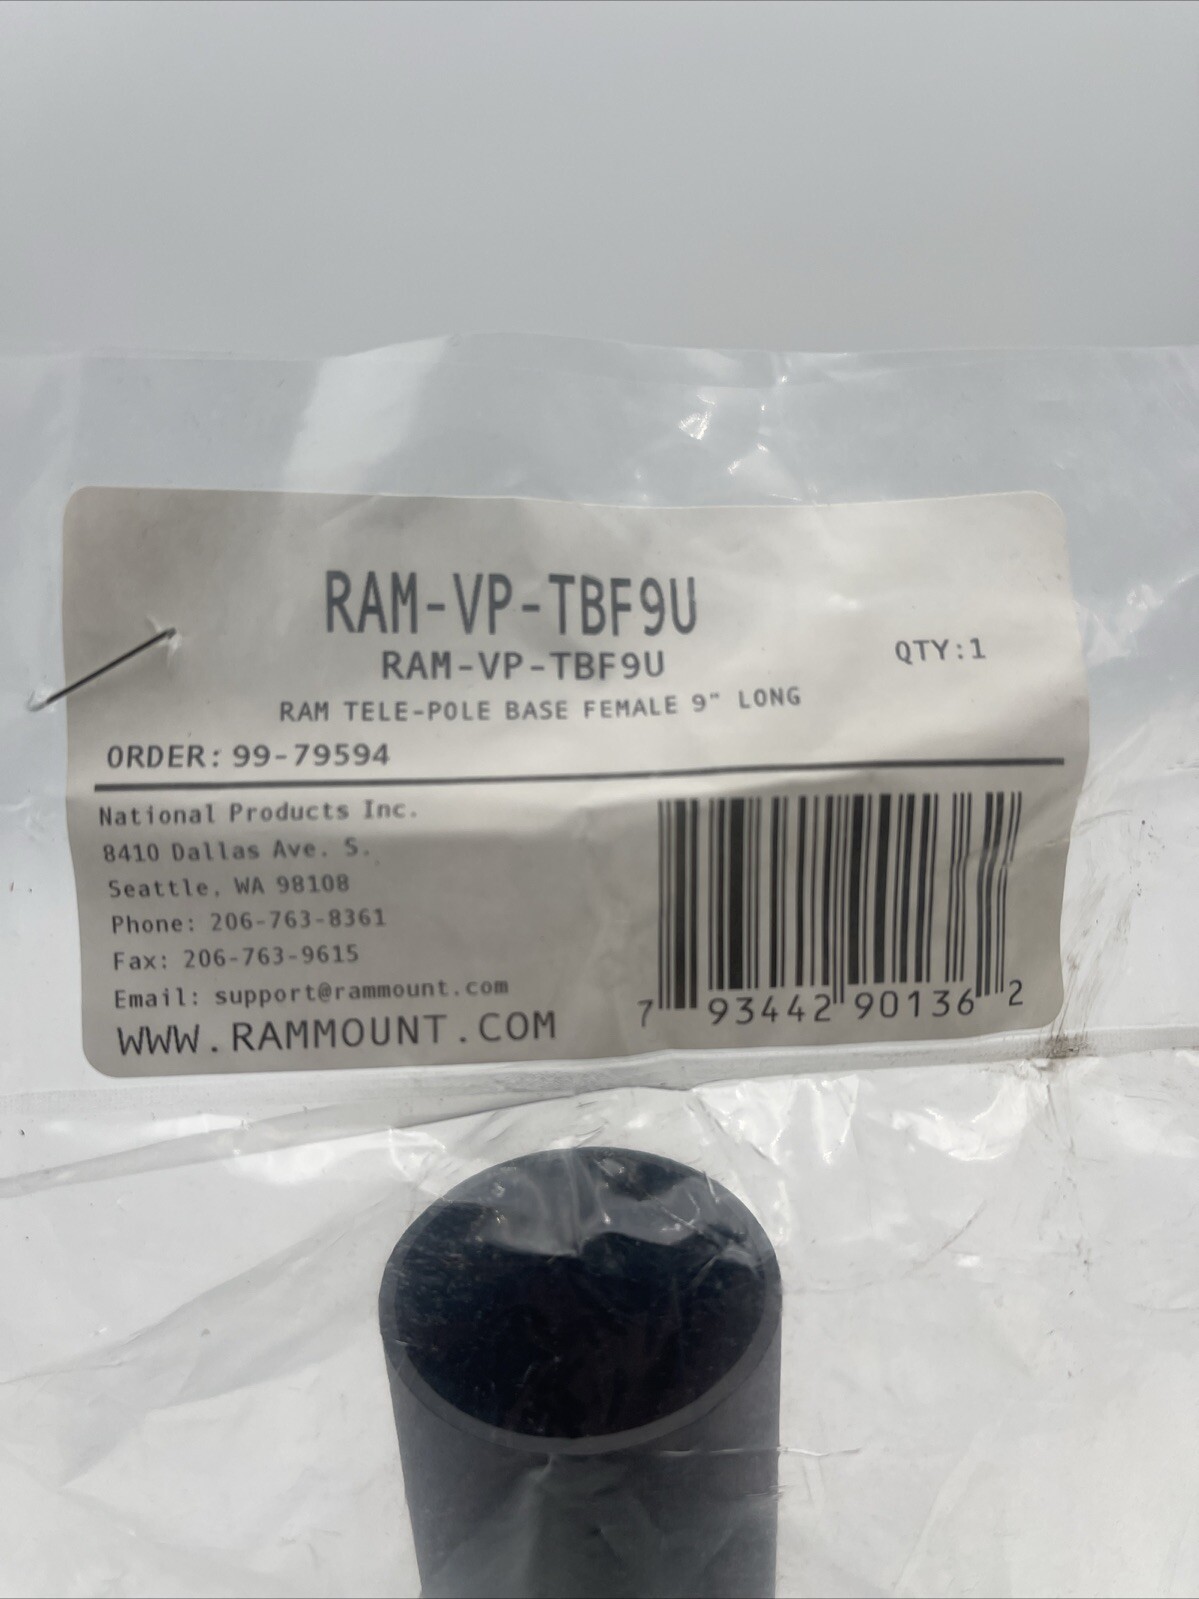 RAM-VP-TBF9U
RAM-VP-TBF9U
QTY:1
RAM TELE-POLE BASE FEMALE 9" LONG
ORDER: 99-79594
National Products Inc.
8410 Dallas Ave. S.
Seattle, WA 98108
Phone: 206-763-8361
Fax: 206-763-9615
Email: support@rammount.com
WWW.RAMMOUNT.COM
7 93442 90136 2